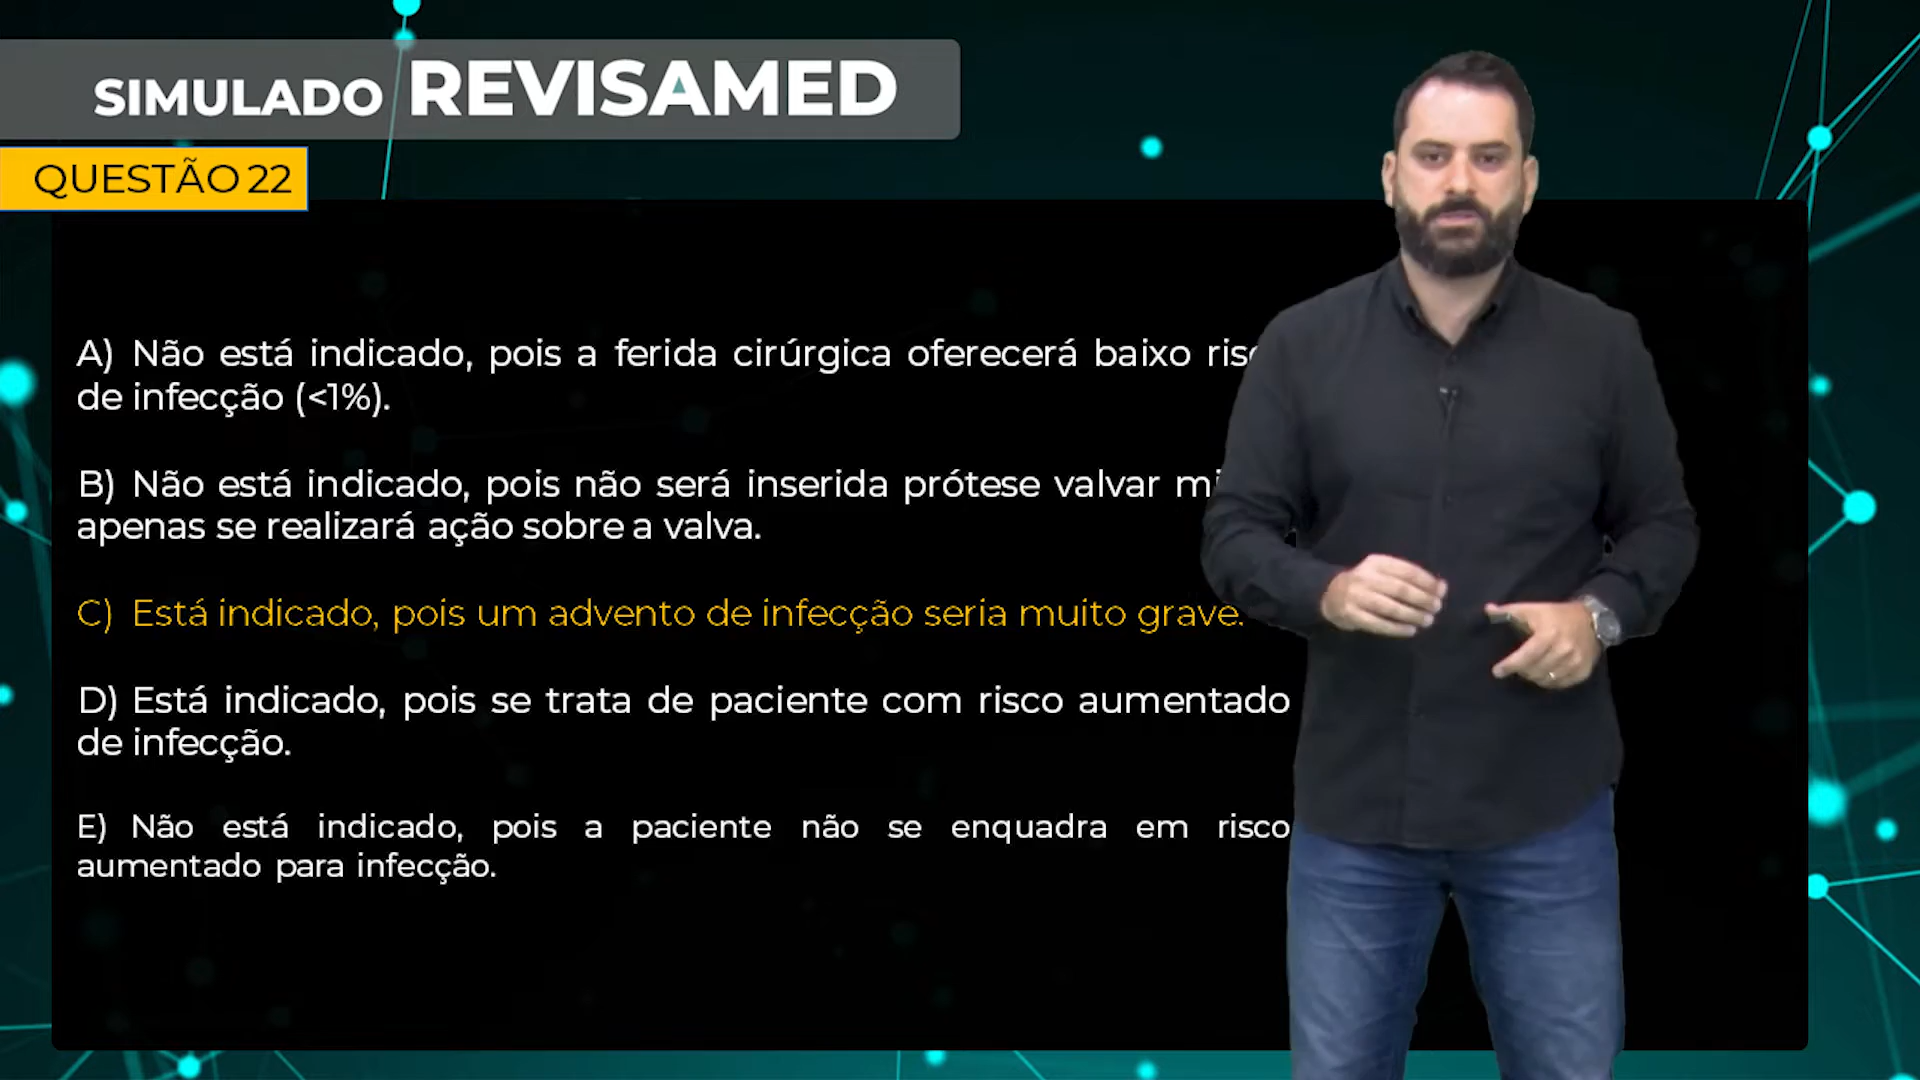 SIMULADO REVISAMED
QUESTÃO 22
A) Não está indicado, pois a ferida cirúrgica oferecerá baixo
de infecção (<1%).
B) Não está indicado, pois não será inserida prótese valvar
apenas se realizará ação sobre a valva.
C) Está indicado, pois um advento de infecção seria muito grave.
D) Está indicado, pois se trata de paciente com risco aumentado
de infecção.
E) Não está indicado, pois a paciente não se enquadra em risco
aumentado para infecção.